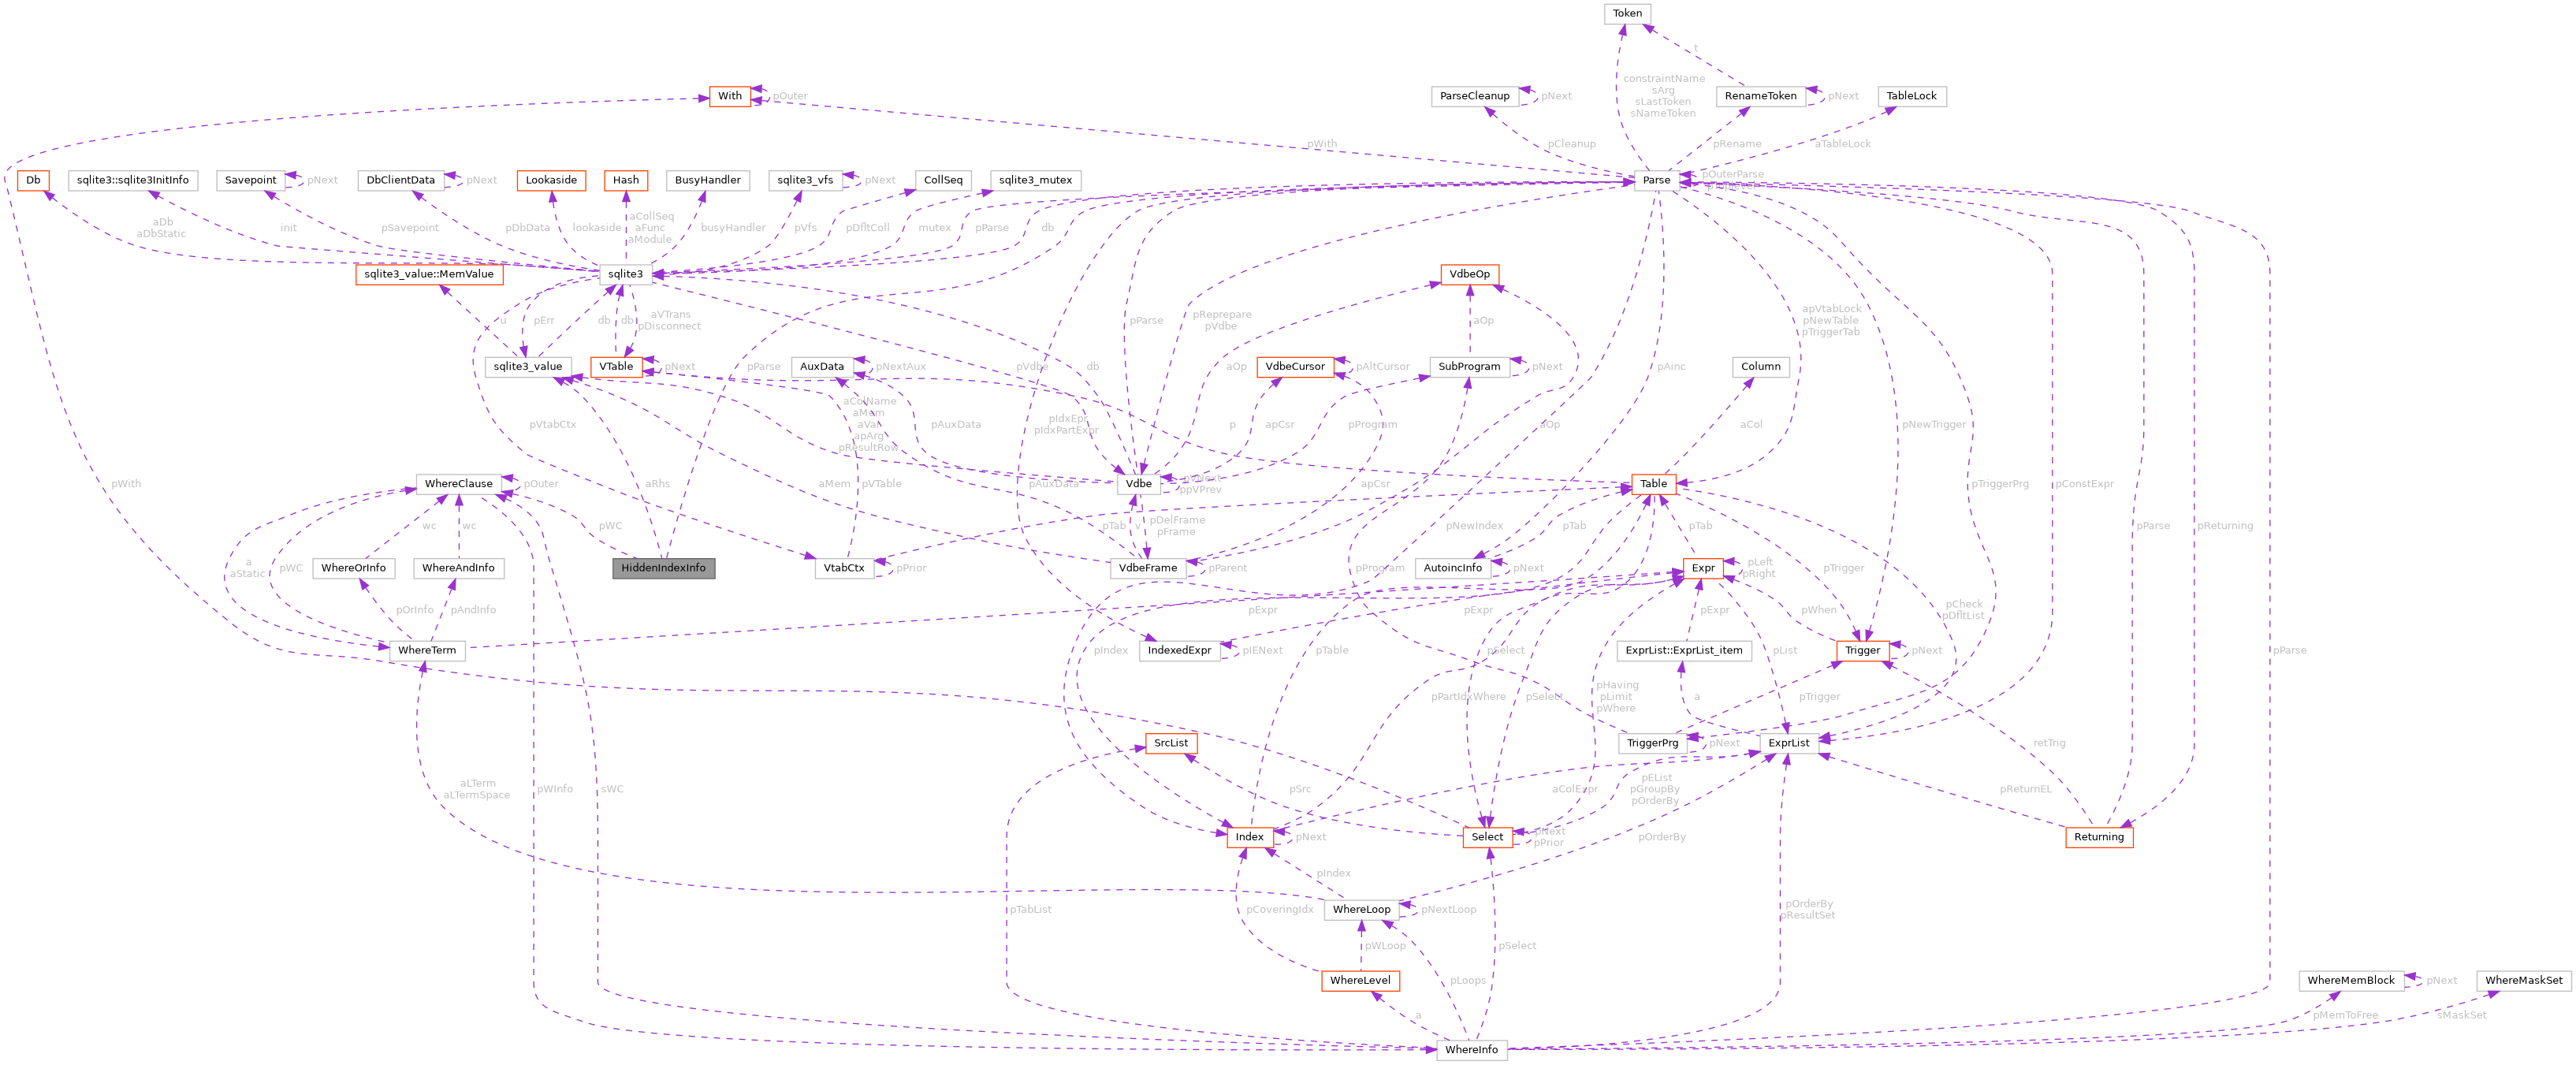 Token
t
With
pOuter
ParseCleanup
pNext
constraintName
sArg
sLastToken
sNameToken
RenameToken
pNext
TableLock
pWith
pCleanup
pRename
aTableLock
Db
sqlite3::sqlite3InitInfo
Savepoint
pNext
DbClientData
pNext
Lookaside
Hash
BusyHandler
sqlite3_vfs
pNext
CollSeq
sqlite3_mutex
Parse
pOuterParse
aDb
aDbStatic
init
pSavepoint
pDbData
lookaside
aCollSeq
aFunc
aModule
busyHandler
pVfs
pDfltColl
mutex
pParse
db
sqlite3_value::MemValue
sqlite3
VdbeOp
u
pErr
db
db
aVTrans
pDisconnect
pParse
pReprepare
pVdbe
aOp
apVtabLock
pNewTable
pTriggerTab
sqlite3_value
VTable
pNext
pParse
AuxData
pNextAux
pVdbe
db
aOp
VdbeCursor
pAltCursor
SubProgram
pNext
pAinc
Column
pVtabCtx
aColName
aMem
aVar
apArg
pResultRow
pAuxData
pIdxEpr
pIdxPartExpr
p
apCsr
pProgram
aOp
aCol
pNewTrigger
pWith
WhereClause
pOuter
aRhs
aMem
pVTable
pAuxData
Vdbe
pVNext
ppVPrev
apCsr
Table
pTriggerPrg
pConstExpr
wc
wc
pWC
pTab
v
pDelFrame
pFrame
pNewIndex
pTab
pTab
pParse
pReturning
a
aStatic
pWC
WhereOrInfo
WhereAndInfo
HiddenIndexInfo
VtabCtx
pPrior
VdbeFrame
pParent
pProgram
AutoincInfo
pNext
Expr
pLeft
pRight
pTrigger
pOrInfo
pAndInfo
pExpr
pExpr
pExpr
pWhen
pCheck
pDfltList
WhereTerm
pIndex
IndexedExpr
pIENext
pTable
pSelect
ExprList::ExprList_item
pList
Trigger
pNext
pParse
pPartIdxWhere
pSelect
pHaving
pLimit
pWhere
a
pTrigger
SrcList
TriggerPrg
pNext
ExprList
retTrig
aLTerm
aLTermSpace
pWInfo
sWC
pSrc
aColExpr
pEList
pGroupBy
pOrderBy
pReturnEL
Index
pNext
Select
pNext
pPrior
pOrderBy
Returning
pIndex
pTabList
pCoveringIdx
WhereLoop
pNextLoop
pOrderBy
pResultSet
pWLoop
pSelect
WhereLevel
pLoops
WhereMemBlock
pNext
WhereMaskSet
a
pMemToFree
sMaskSet
WhereInfo